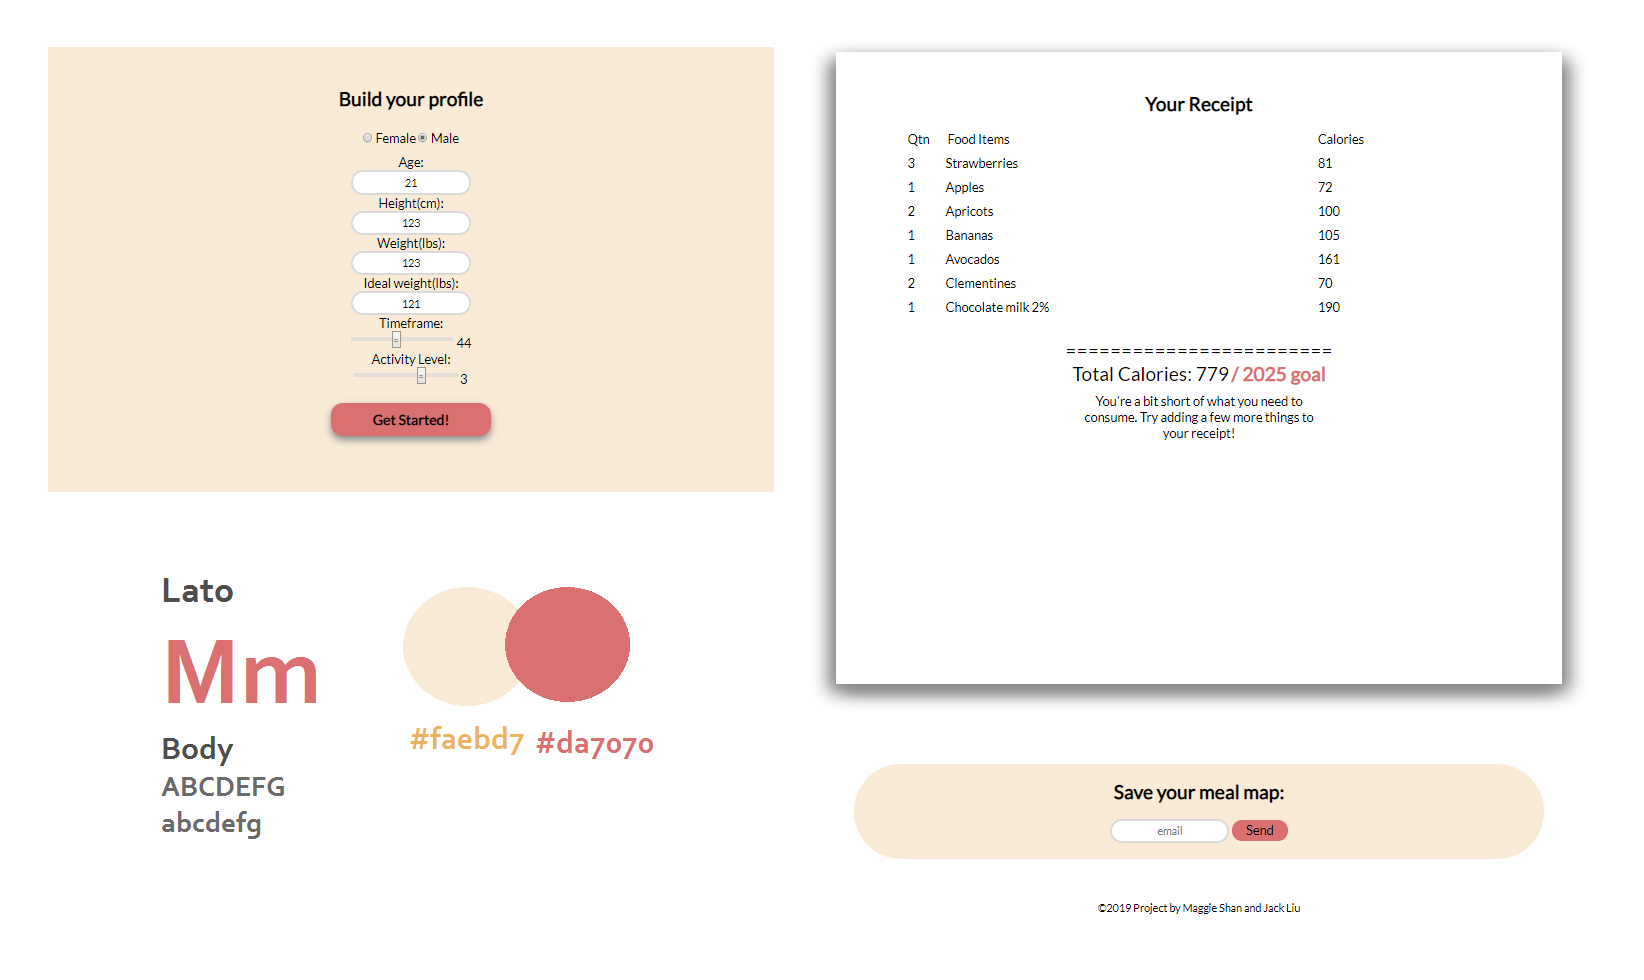 Build your profile
Female Male
Age:
21
Height(cm):
123
Weight(lbs):
123
Ideal weight(lbs):
121
Timeframe:
44
Activity Level:
3
Get Started!
Lato
Mm
Body
ABCDEFG
abcdefg
#faebd7 #da7070
Your Receipt
Qtn Food Items Calories
3 Strawberries 81
1 Apples 72
2 Apricots 100
1 Bananas 105
1 Avocados 161
2 Clementines 70
1 Chocolate milk 2% 190
========================
Total Calories: 779 / 2025 goal
You're a bit short of what you need to
consume. Try adding a few more things to
your receipt!
Save your meal map:
email Send
©2019 Project by Maggie Shan and Jack Liu